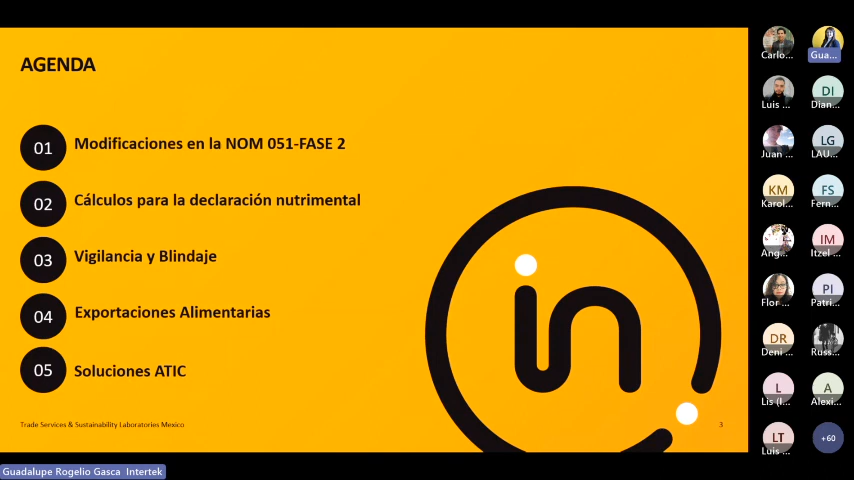 AGENDA
01 Modificaciones en la NOM 051-FASE 2
02 Cálculos para la declaración nutrimental
03 Vigilancia y Blindaje
04 Exportaciones Alimentarias
05 Soluciones ATIC
in
Trade Services & Sustainability Laboratories Mexico
3
Guadalupe Rogelio Gasca Intertek
Carlo... Gua...
DI
Luis ... Dian...
LG
Juan ... LAU...
KM FS
Karol... Fern...
IM
Ang... Itzel ...
PI
Flor ... Patri...
DR
Deni ... Russ...
L A
Lis (I... Alexi...
LT +60
Luis ...